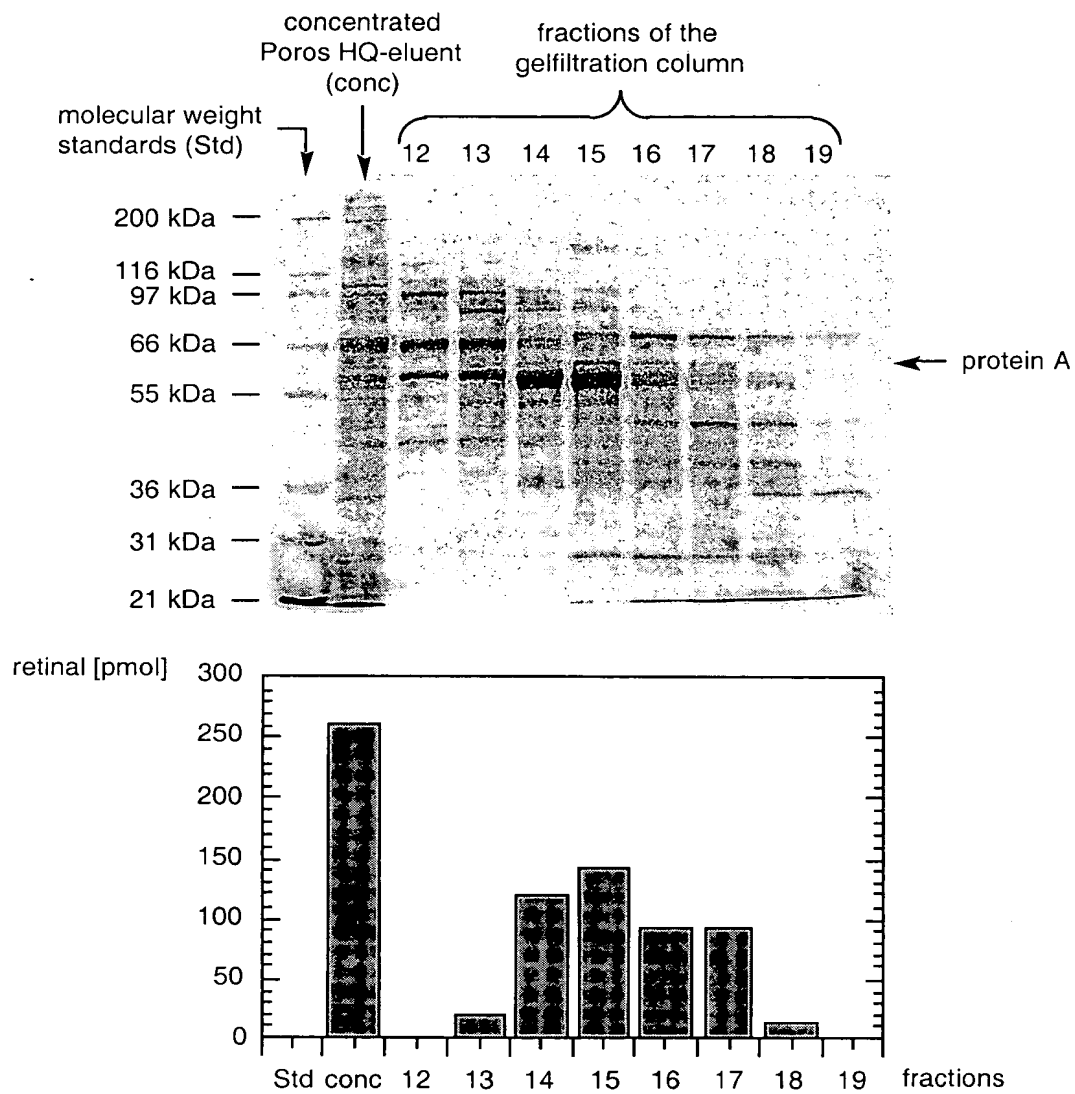 concentrated
Poros HQ-eluent
(conc)
fractions of the
gelfiltration column
molecular weight
standards (Std)
12 13 14 15 16 17 18 19
200 kDa
116 kDa
97 kDa
66 kDa
protein A
55 kDa
36 kDa
31 kDa
21 kDa
retinal [pmol]
300
250
200
150
100
50
0
Std conc 12 13 14 15 16 17 18 19 fractions